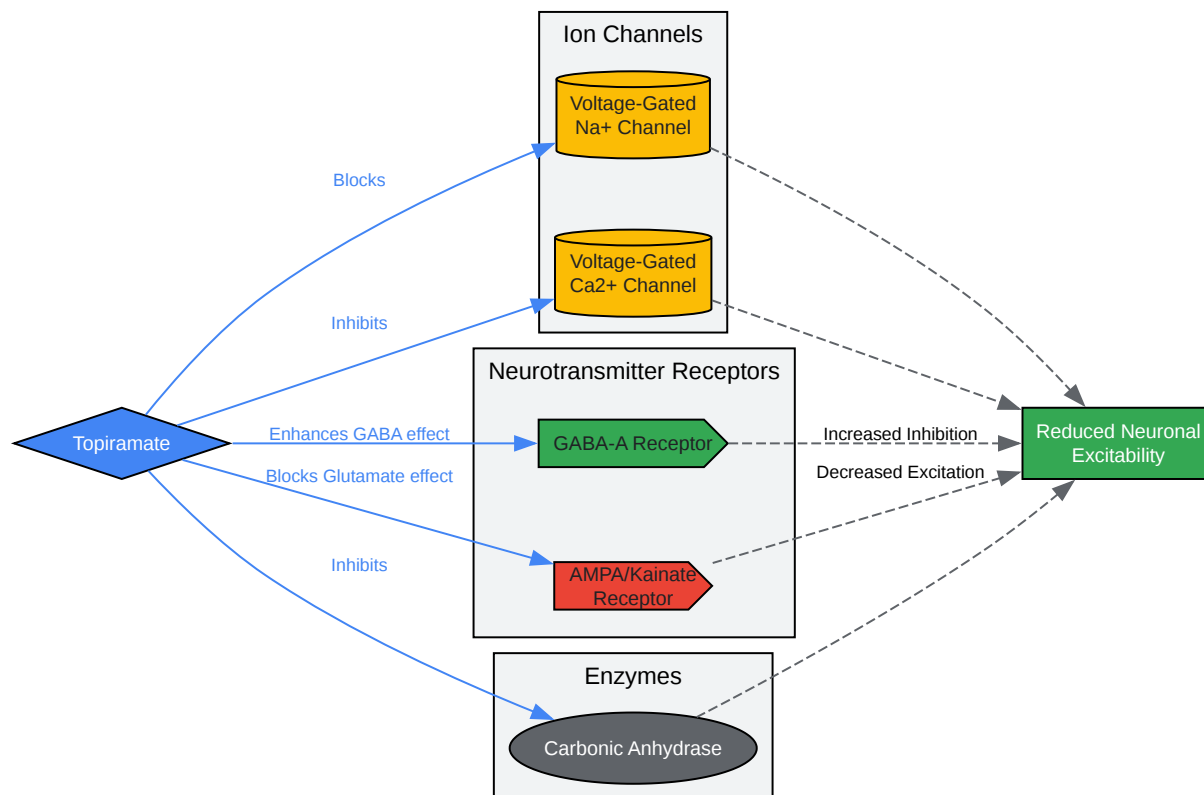 Ion Channels
Voltage-Gated
Na+ Channel
Blocks
Voltage-Gated
Ca2+ Channel
Inhibits
Neurotransmitter Receptors
Topiramate
Enhances GABA effect
GABA-A Receptor
Increased Inhibition
Reduced Neuronal
Excitability
Blocks Glutamate effect
Decreased Excitation
Inhibits
AMPA/Kainate
Receptor
Enzymes
Carbonic Anhydrase